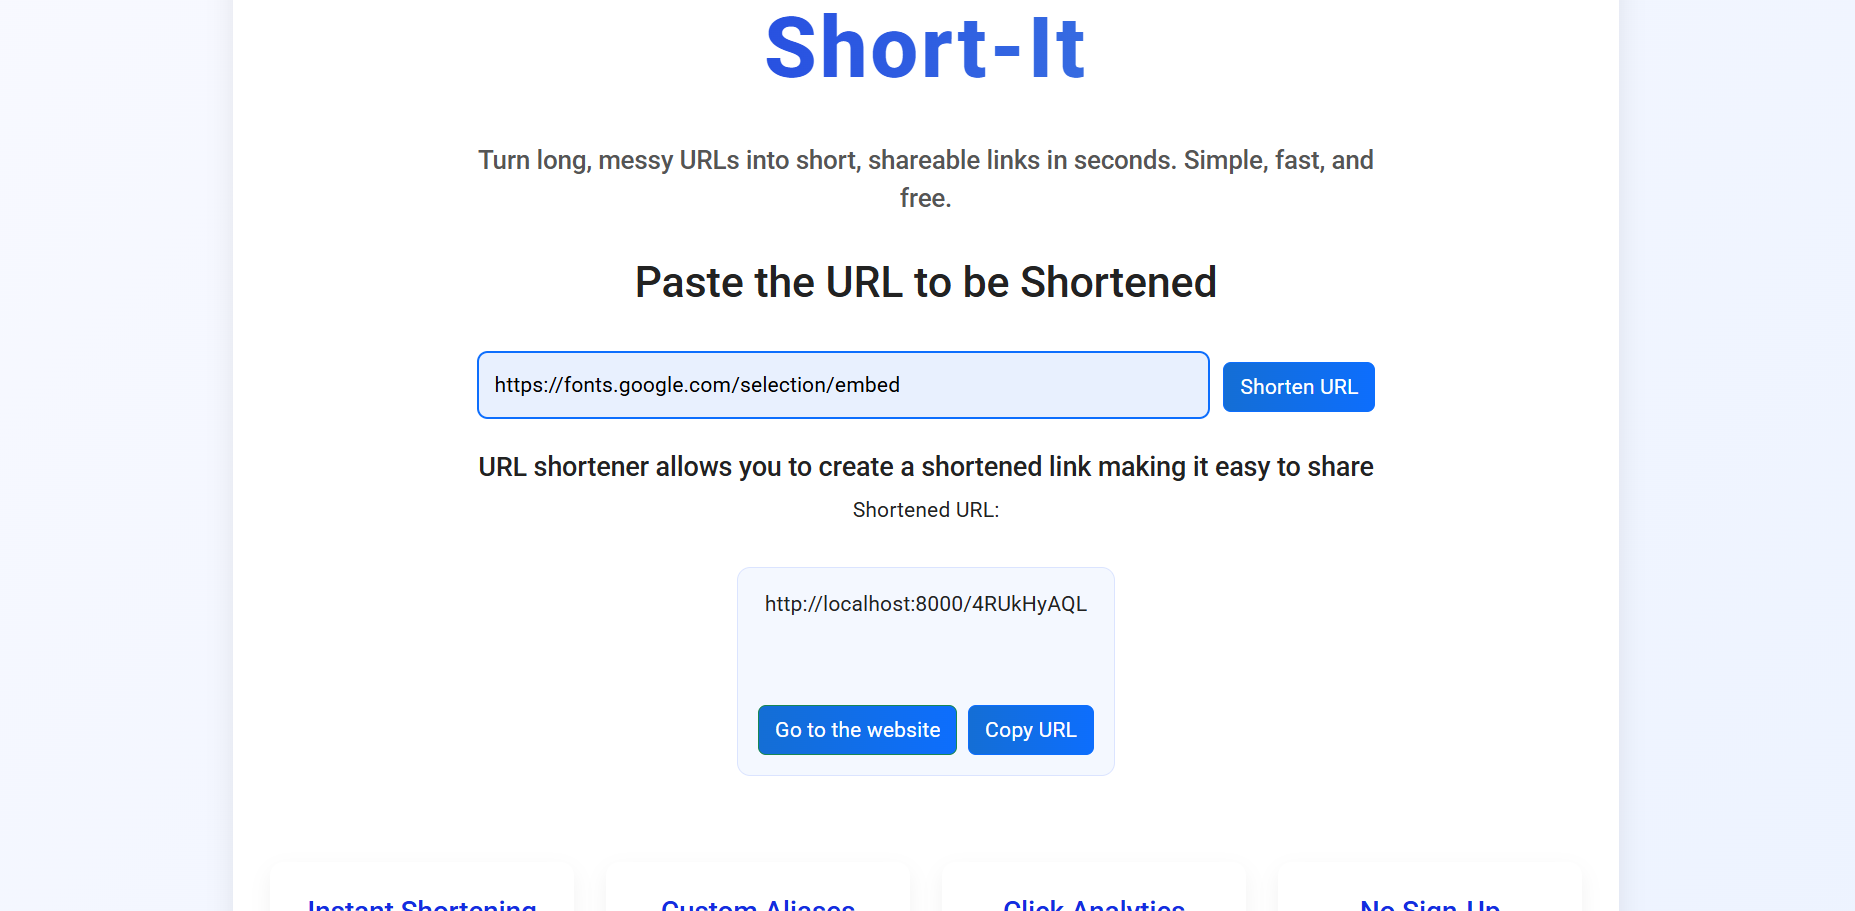 Short-It
Turn long, messy URLs into short, shareable links in seconds. Simple, fast, and
free.
Paste the URL to be Shortened
https://fonts.google.com/selection/embed
Shorten URL
URL shortener allows you to create a shortened link making it easy to share
Shortened URL:
http://localhost:8000/4RUkHyAQL
Go to the website
Copy URL
Instant Shortening
Custom Aliases
Click Analytics
No Sign-Up